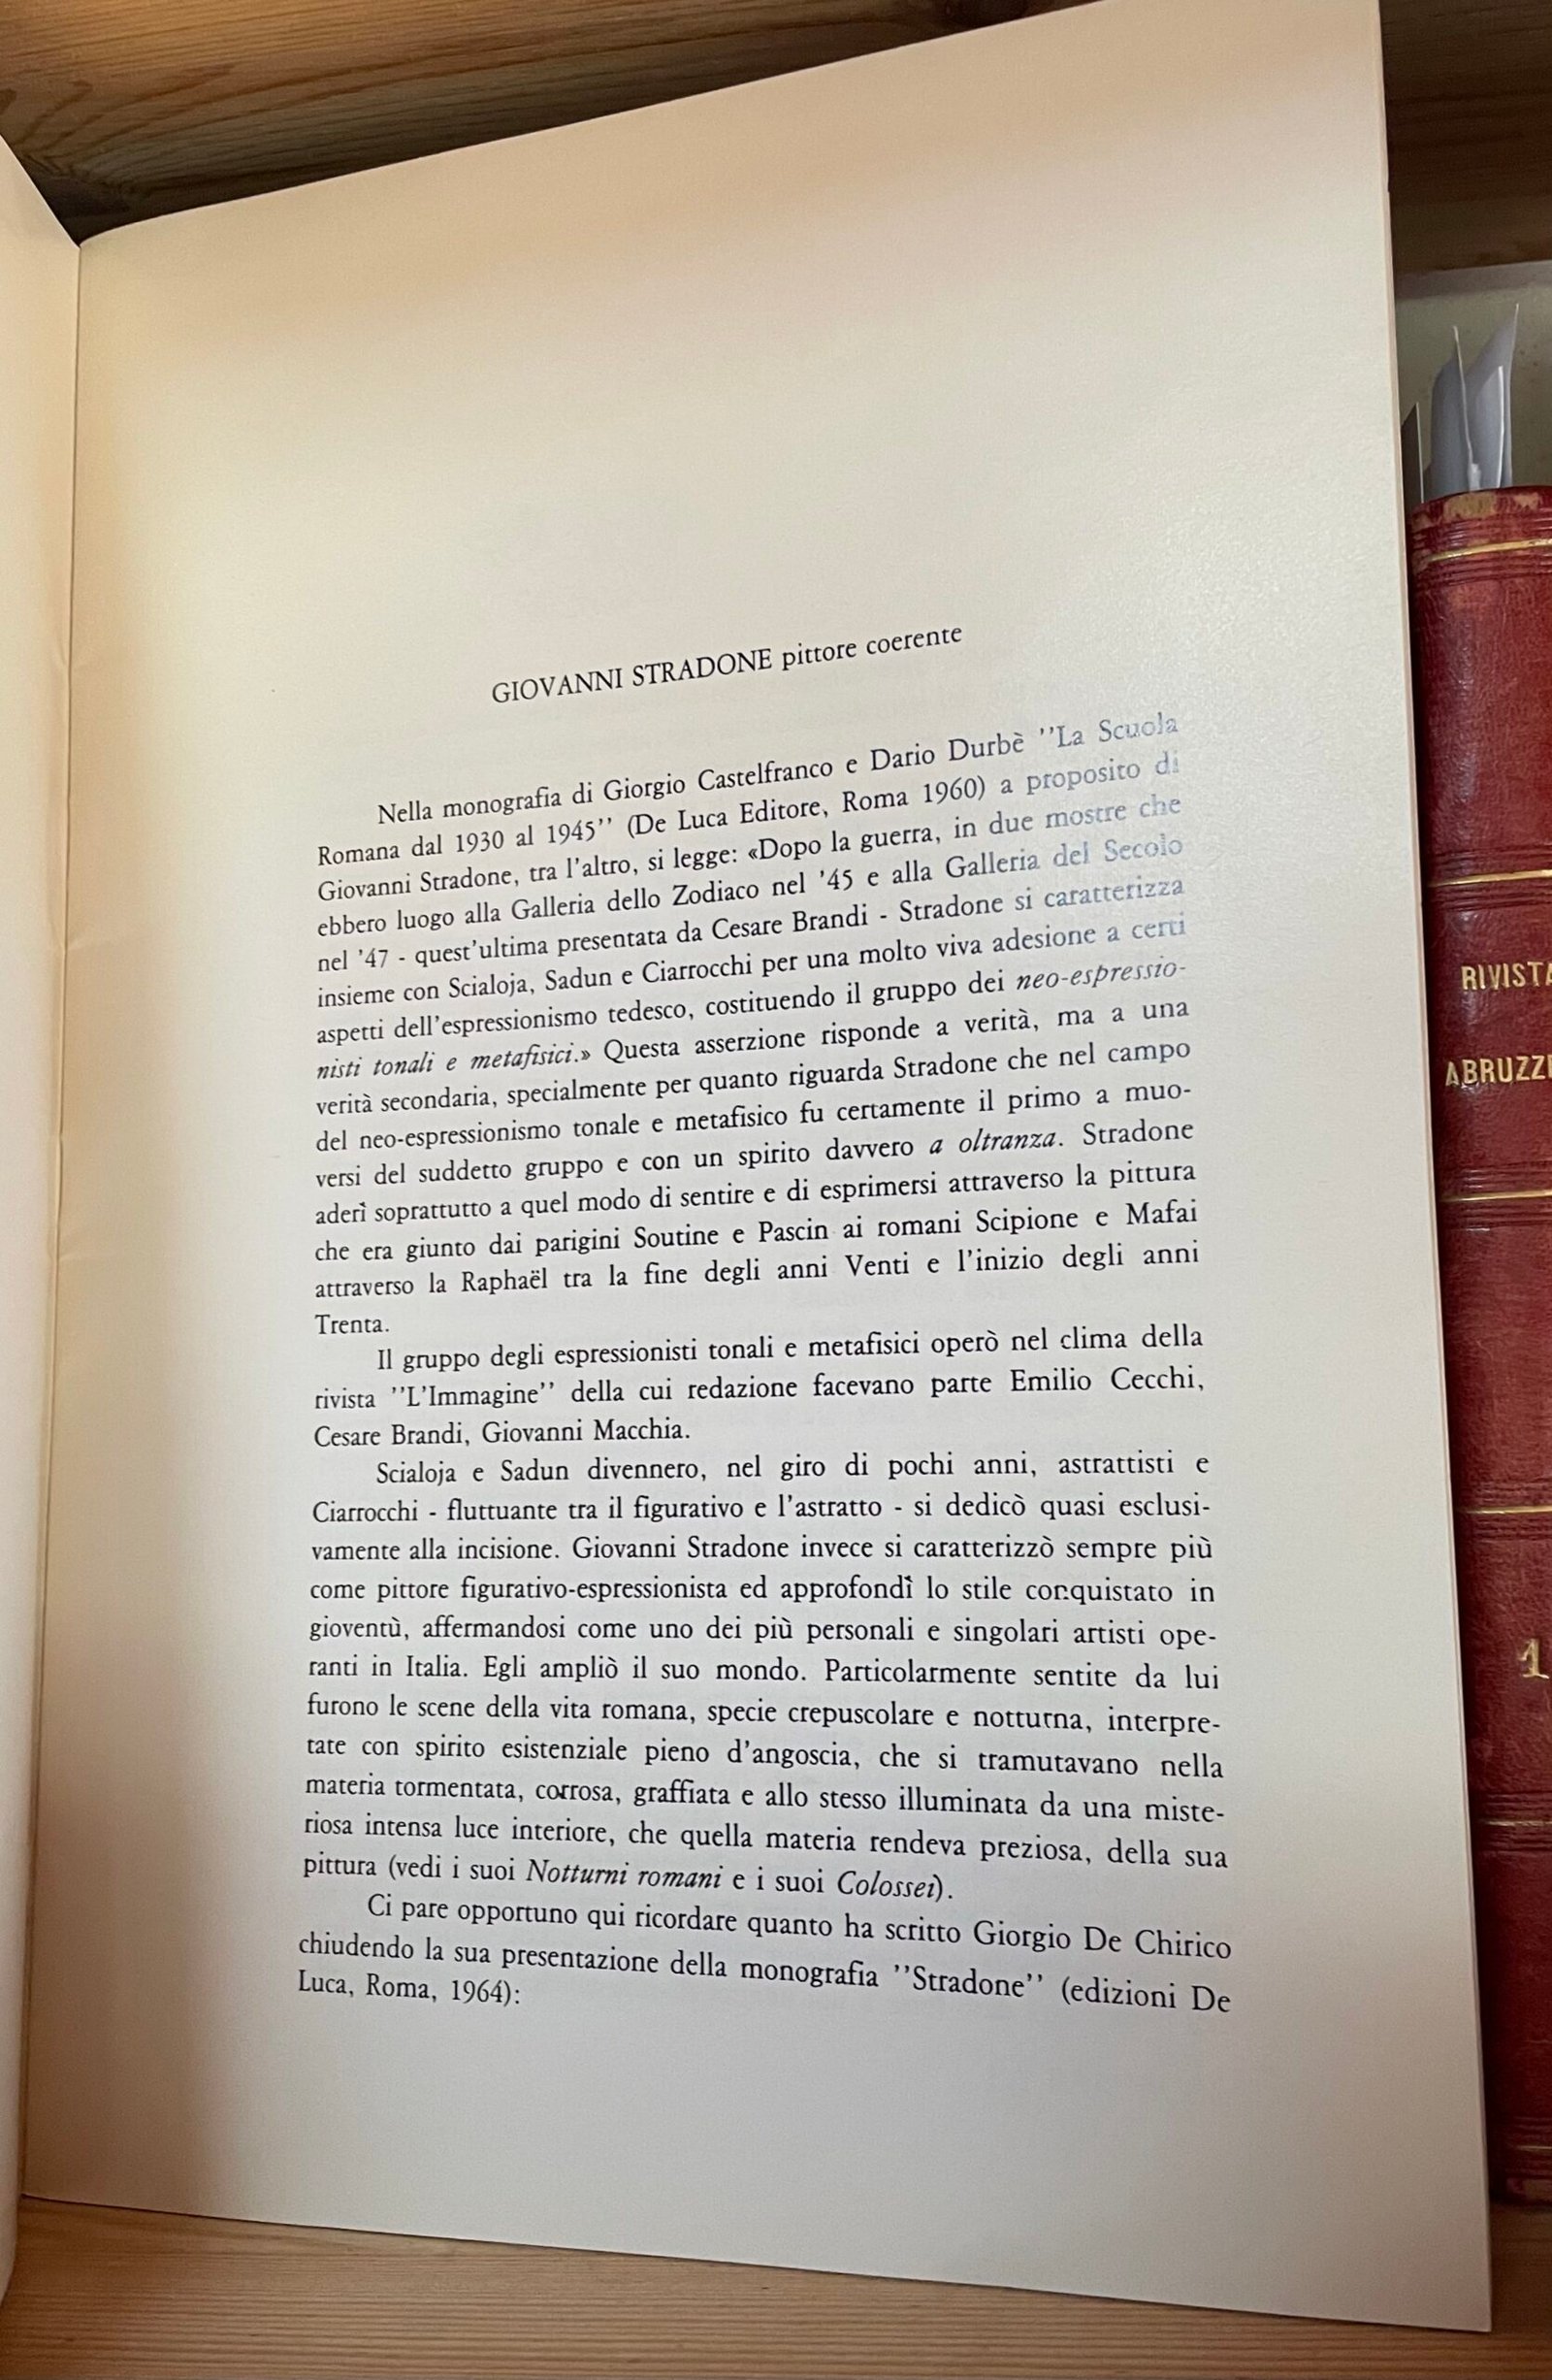 GIOVANNI STRADONE pittore coerente
Nella monografia di Giorgio Castelfranco e Dario Durbè ’’La Scuola
Romana dal 1930 al 1945’’ (De Luca Editore, Roma 1960) a proposito di
Giovanni Stradone, tra l’altro, si legge: «Dopo la guerra, in due mostre che
ebbero luogo alla Galleria dello Zodiaco nel ’45 e alla Galleria del Secolo
nel ’47 - quest’ultima presentata da Cesare Brandi - Stradone si caratterizza
insieme con Scialoja, Sadun e Ciarrocchi per una molto viva adesione a certi
aspetti dell’espressionismo tedesco, costituendo il gruppo dei neo-espressio-
nisti tonali e metafisici.» Questa asserzione risponde a verità, ma a una
verità secondaria, specialmente per quanto riguarda Stradone che nel campo
del neo-espressionismo tonale e metafisico fu certamente il primo a muo-
versi del suddetto gruppo e con un spirito davvero a oltranza. Stradone
aderì soprattutto a quel modo di sentire e di esprimersi attraverso la pittura
che era giunto dai parigini Soutine e Pascin ai romani Scipione e Mafai
attraverso la Raphaël tra la fine degli anni Venti e l’inizio degli anni
Trenta.
Il gruppo degli espressionisti tonali e metafisici operò nel clima della
rivista ’’L’Immagine’’ della cui redazione facevano parte Emilio Cecchi,
Cesare Brandi, Giovanni Macchia.
Scialoja e Sadun divennero, nel giro di pochi anni, astrattisti e
Ciarrocchi - fluttuante tra il figurativo e l’astratto - si dedicò quasi esclusi-
vamente alla incisione. Giovanni Stradone invece si caratterizzò sempre più
come pittore figurativo-espressionista ed approfondì lo stile conquistato in
gioventù, affermandosi come uno dei più personali e singolari artisti ope-
ranti in Italia. Egli ampliò il suo mondo. Particolarmente sentite da lui
furono le scene della vita romana, specie crepuscolare e notturna, interpre-
tate con spirito esistenziale pieno d’angoscia, che si tramutavano nella
materia tormentata, corrosa, graffiata e allo stesso illuminata da una miste-
riosa intensa luce interiore, che quella materia rendeva preziosa, della sua
pittura (vedi i suoi Notturni romani e i suoi Colossei).
Ci pare opportuno qui ricordare quanto ha scritto Giorgio De Chirico
chiudendo la sua presentazione della monografia ’’Stradone’’ (edizioni De
Luca, Roma, 1964):
RIVISTA
ABRUZZE
1